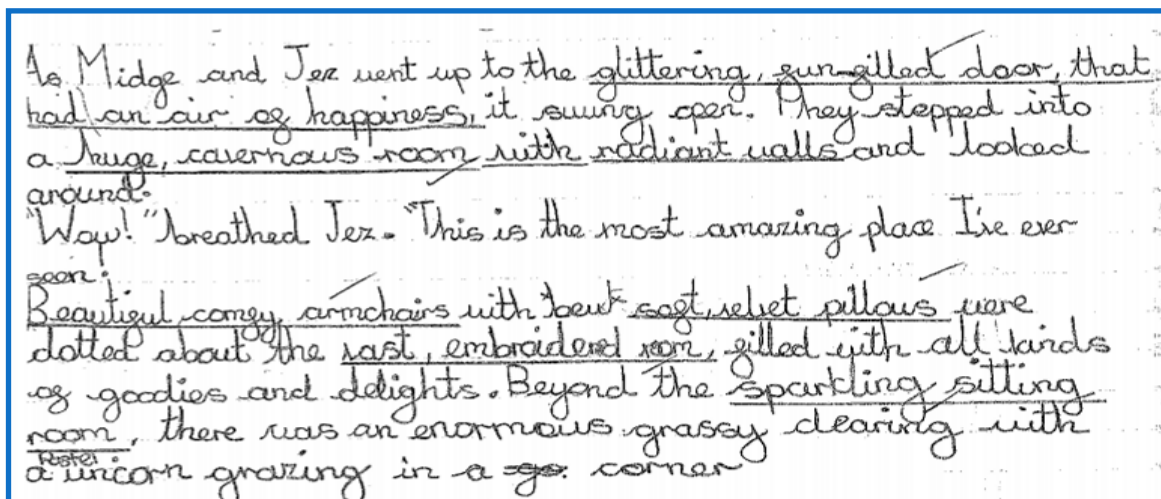 As Midge and Jez went up to the glittering, fun-filled door, that
had an air of happiness, it swung open. They stepped into
a huge, cavernous room with radiant walls and looked
around.
"Wow!" breathed Jez. "This is the most amazing place I've ever
seen.
Beautiful comfy armchairs with soft, velvet pillows were
dotted about the vast, embroiderd room, filled with all kinds
of goodies and delights. Beyond the sparkling sitting
room, there was an enormous grassy clearing with
a unicorn grazing in a corner